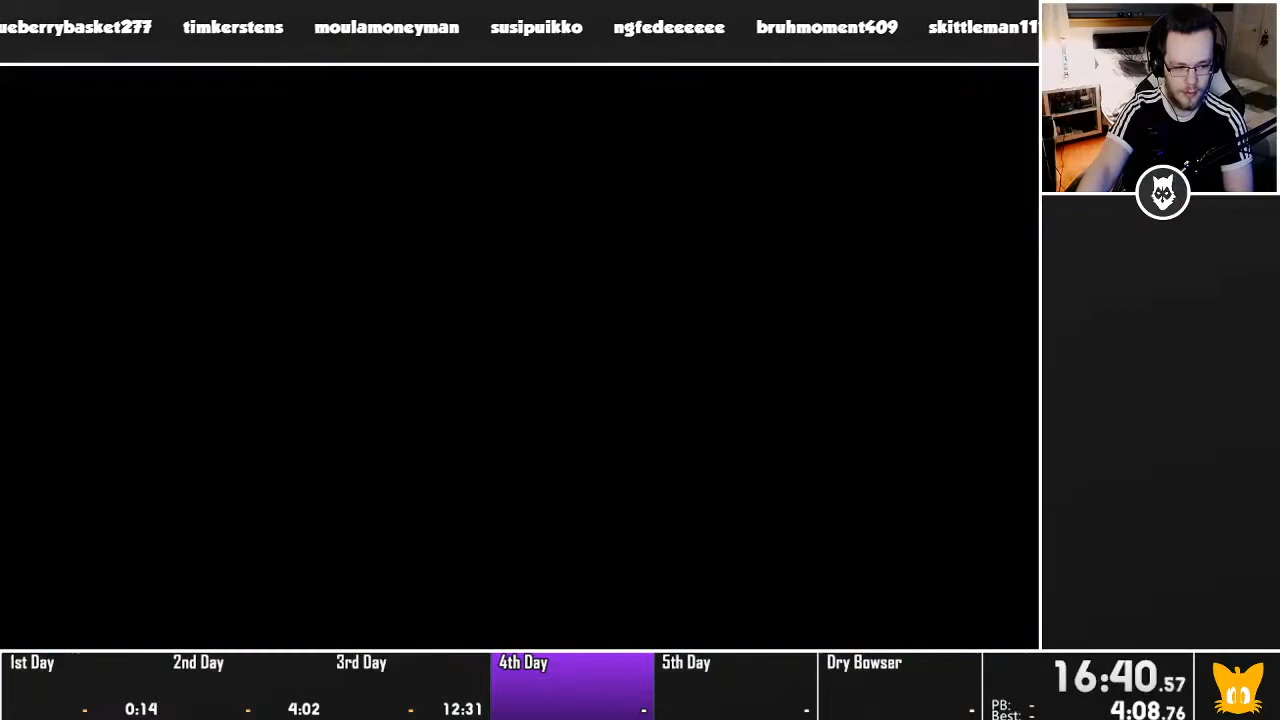 ueberrybasket277 timkerstens moulamoneyman susipuikko ngfedeeeeee bruhmoment609 skittleman11
1st Day 2nd Day 3rd Day 4th Day 5th Day Dry Bowser
- 0:14 - 4:02 - 12:31 - - -
16:40.57
PB: -
Best: - 4:08.76